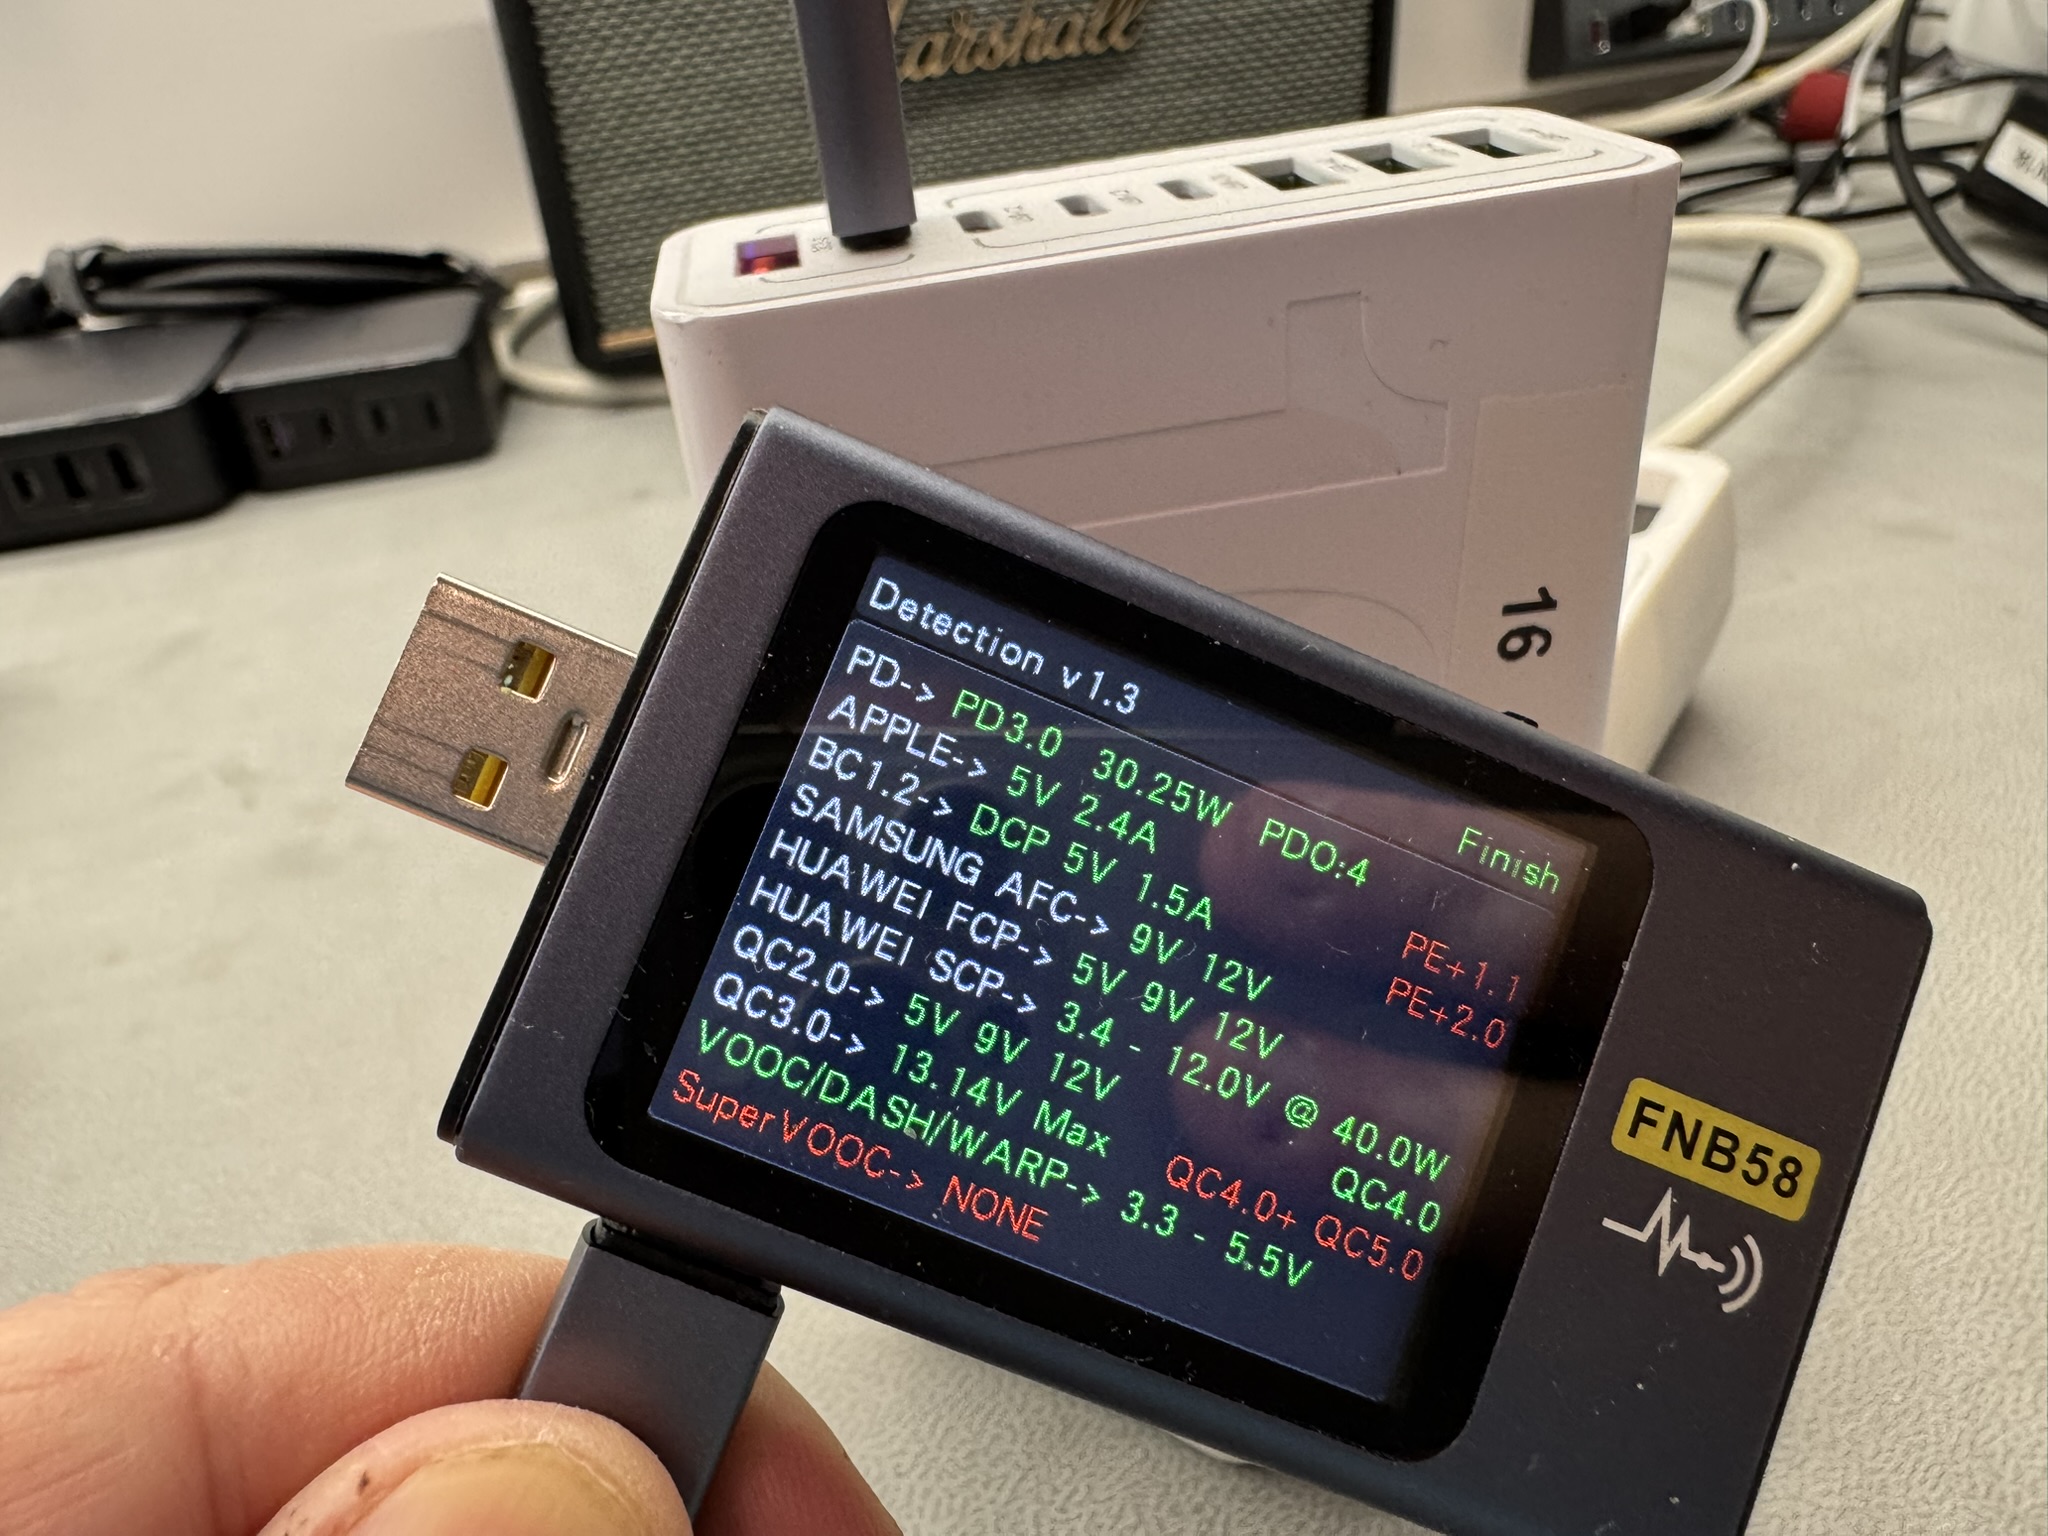 Marshall
16
Detection v1.3 Finish
PD-> PD3.0 30.25W PDO:4
APPLE-> 5V 2.4A
BC1.2-> DCP 5V 1.5A PE+1.1
SAMSUNG AFC-> 9V 12V PE+2.0
HUAWEI FCP-> 5V 9V 12V
HUAWEI SCP-> 3.4 - 12.0V @ 40.0W
QC2.0-> 5V 9V 12V QC4.0
QC3.0-> 13.14V Max QC4.0+ QC5.0
VOOC/DASH/WARP-> 3.3 - 5.5V
SuperVOOC-> NONE
FNB58